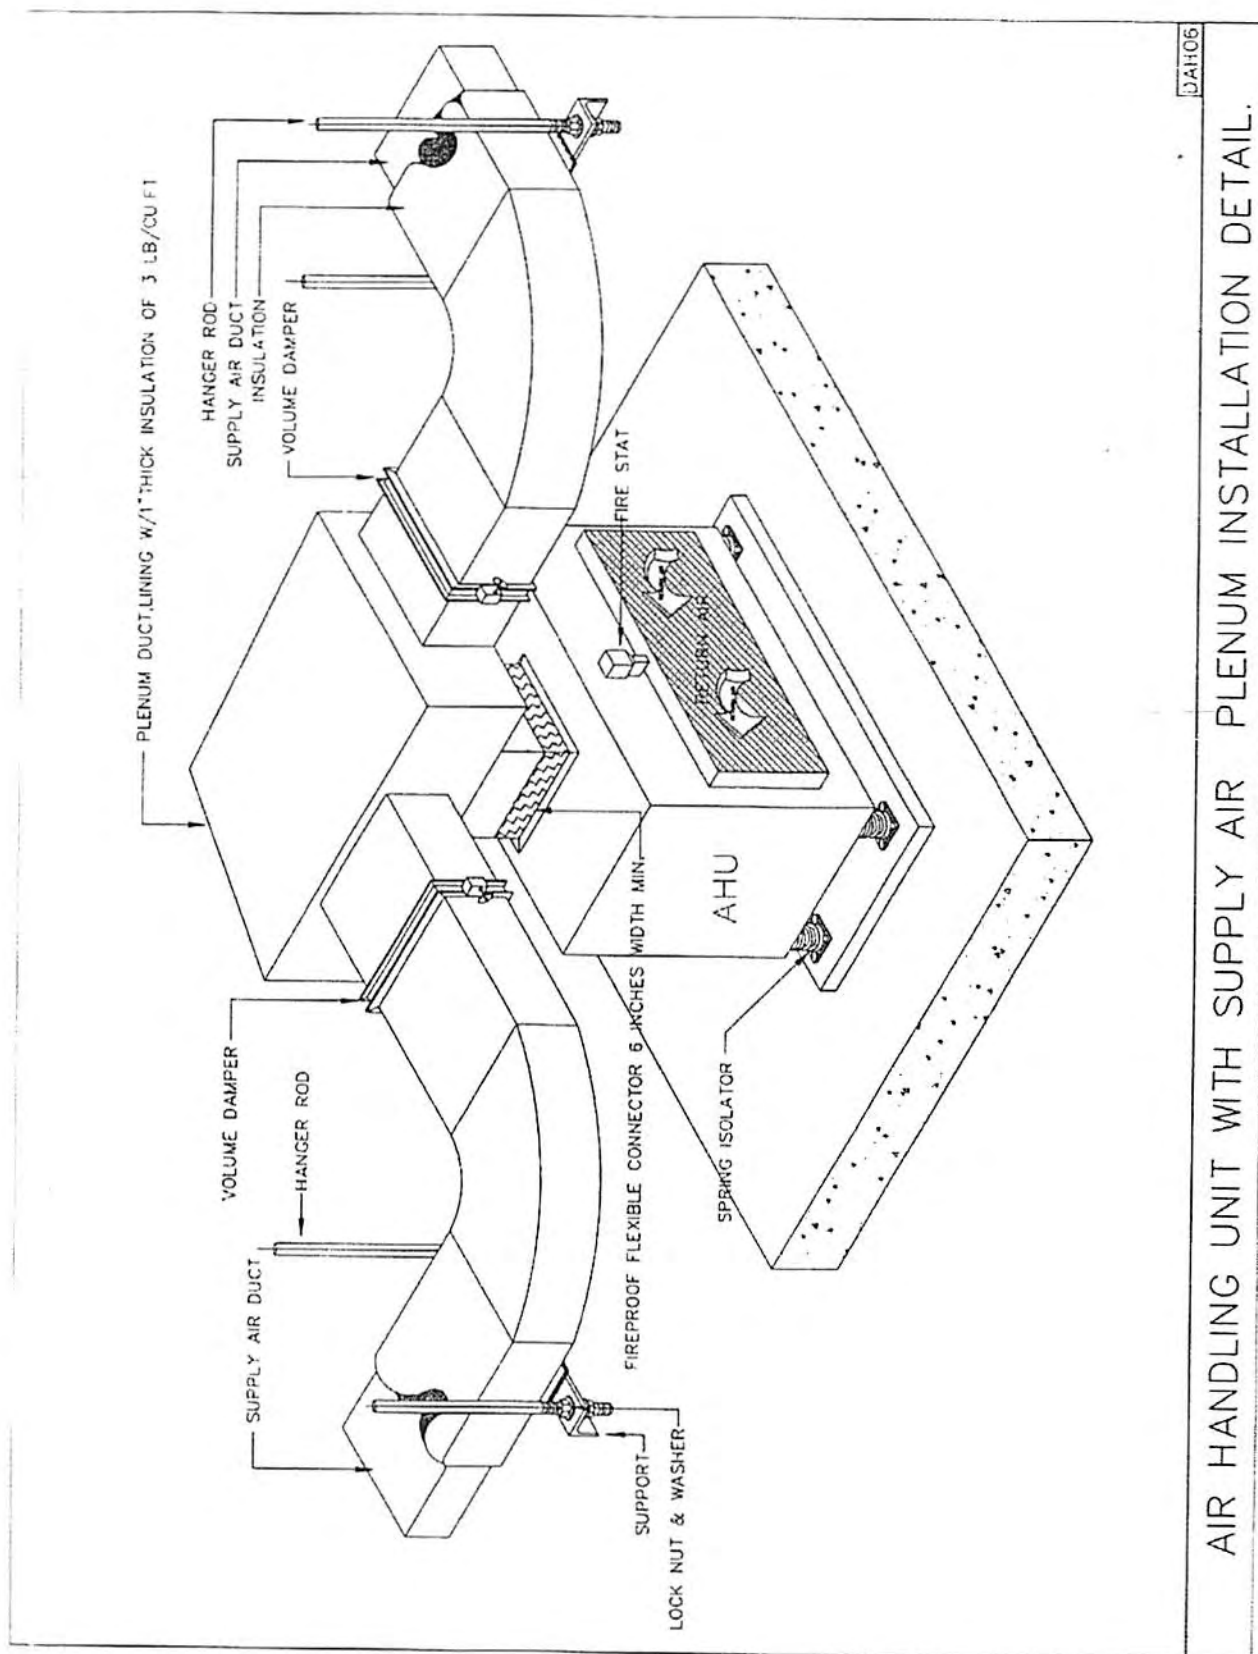 PLENUM DUCT,LINING W/1"THICK INSULATION OF 3 LB/CU FT
HANGER ROD
SUPPLY AIR DUCT
INSULATION
VOLUME DAMPER
VOLUME DAMPER
HANGER ROD
SUPPLY AIR DUCT
FIRE STAT
RETURN AIR
AHU
FIREPROOF FLEXIBLE CONNECTOR 6 INCHES WIDTH MIN.
SPRING ISOLATOR
SUPPORT
LOCK NUT & WASHER
DAH06
AIR HANDLING UNIT WITH SUPPLY AIR PLENUM INSTALLATION DETAIL.